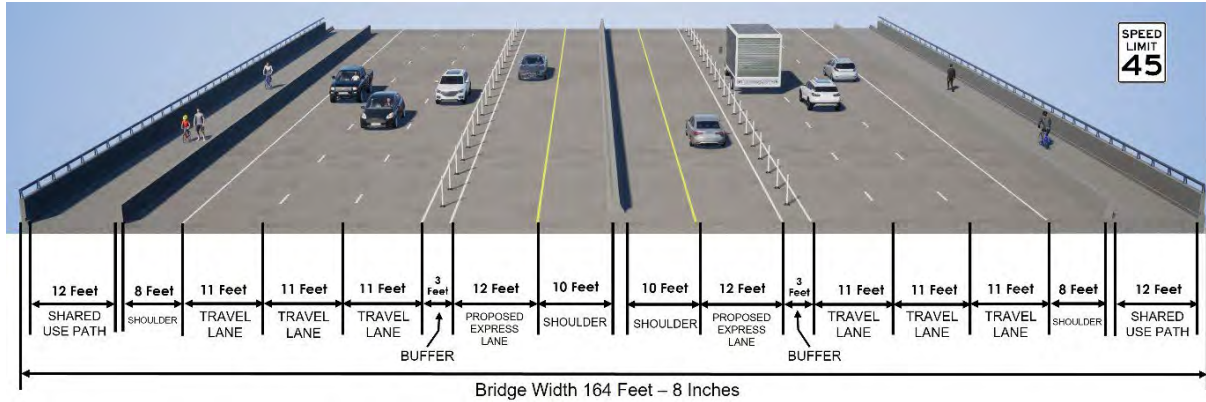 SPEED
LIMIT
45
12 Feet
8 Feet
11 Feet
11 Feet
11 Feet
3
Feet
12 Feet
10 Feet
10 Feet
12 Feet
3
Feet
11 Feet
11 Feet
11 Feet
8 Feet
12 Feet
SHARED
USE PATH
SHOULDER
TRAVEL
LANE
TRAVEL
LANE
TRAVEL
LANE
BUFFER
PROPOSED
EXPRESS
LANE
SHOULDER
SHOULDER
PROPOSED
EXPRESS
LANE
BUFFER
TRAVEL
LANE
TRAVEL
LANE
TRAVEL
LANE
SHOULDER
SHARED
USE PATH
Bridge Width 164 Feet – 8 Inches